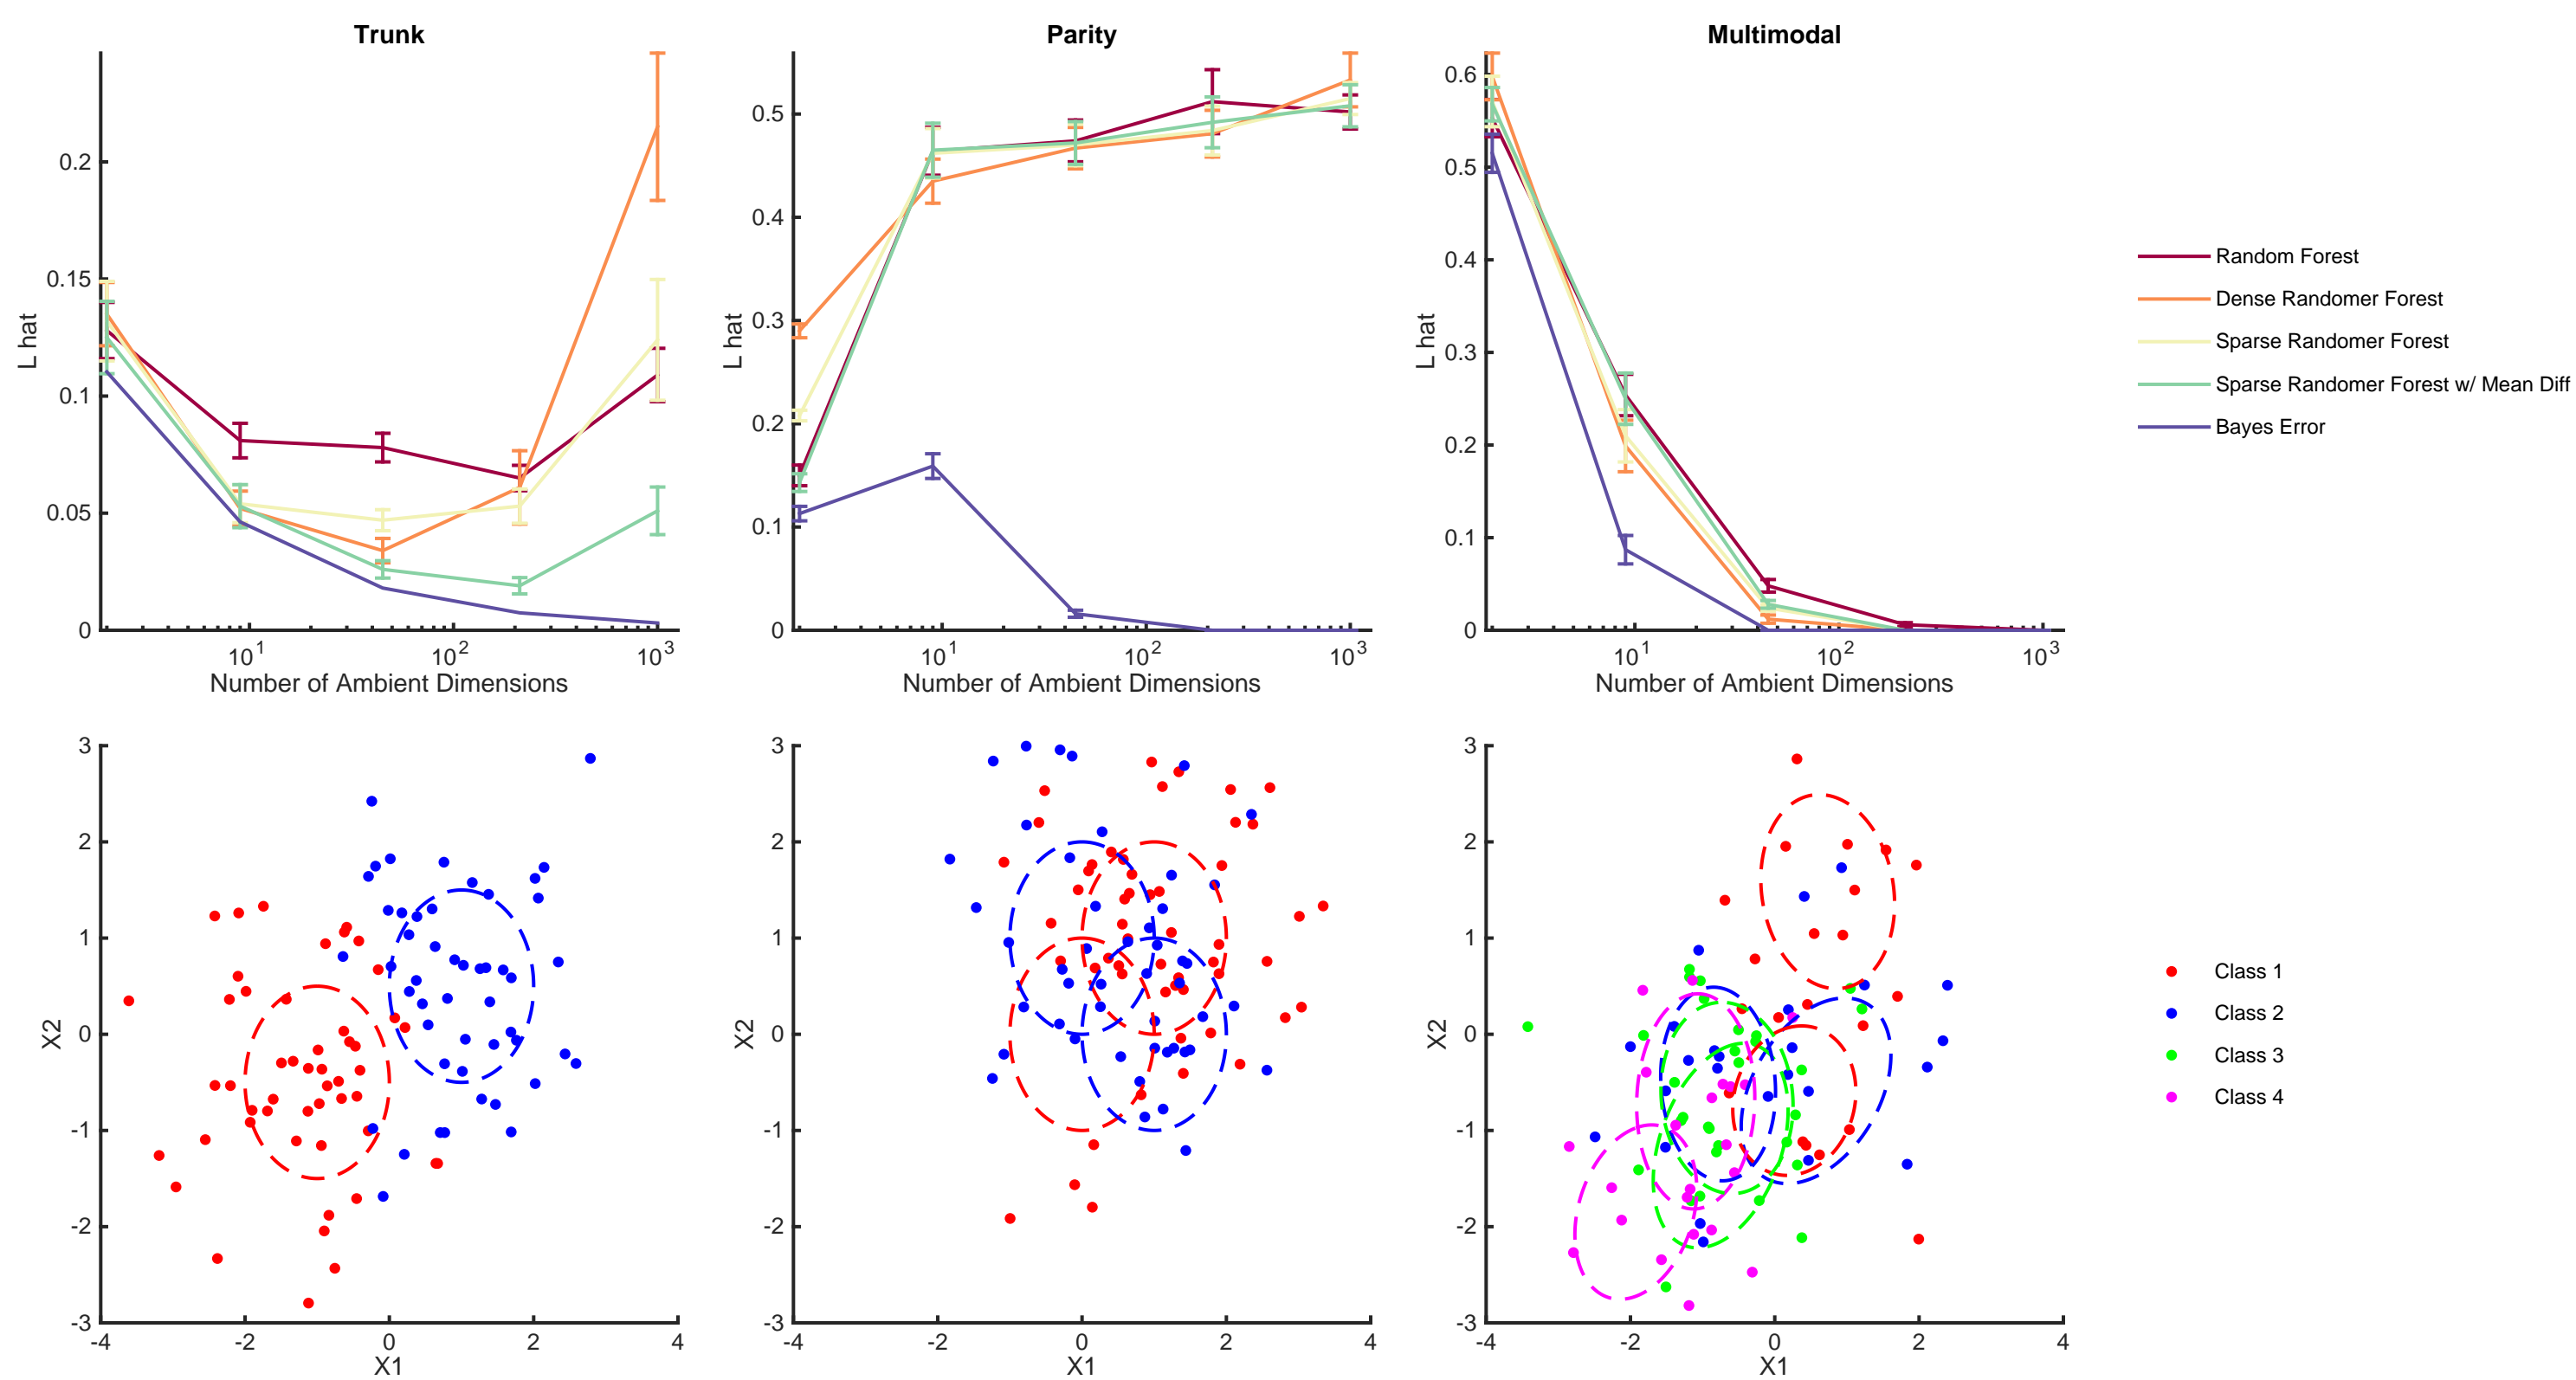 Trunk
Parity
Multimodal
L hat
0.2
0.15
0.1
0.05
0
10^1
10^2
10^3
Number of Ambient Dimensions
L hat
0.5
0.4
0.3
0.2
0.1
0
10^1
10^2
10^3
Number of Ambient Dimensions
L hat
0.6
0.5
0.4
0.3
0.2
0.1
0
10^1
10^2
10^3
Number of Ambient Dimensions
Random Forest
Dense Randomer Forest
Sparse Randomer Forest
Sparse Randomer Forest w/ Mean Diff
Bayes Error
X2
3
2
1
0
-1
-2
-3
-4
-2
0
2
4
X1
X2
3
2
1
0
-1
-2
-3
-4
-2
0
2
4
X1
X2
3
2
1
0
-1
-2
-3
-4
-2
0
2
4
X1
Class 1
Class 2
Class 3
Class 4